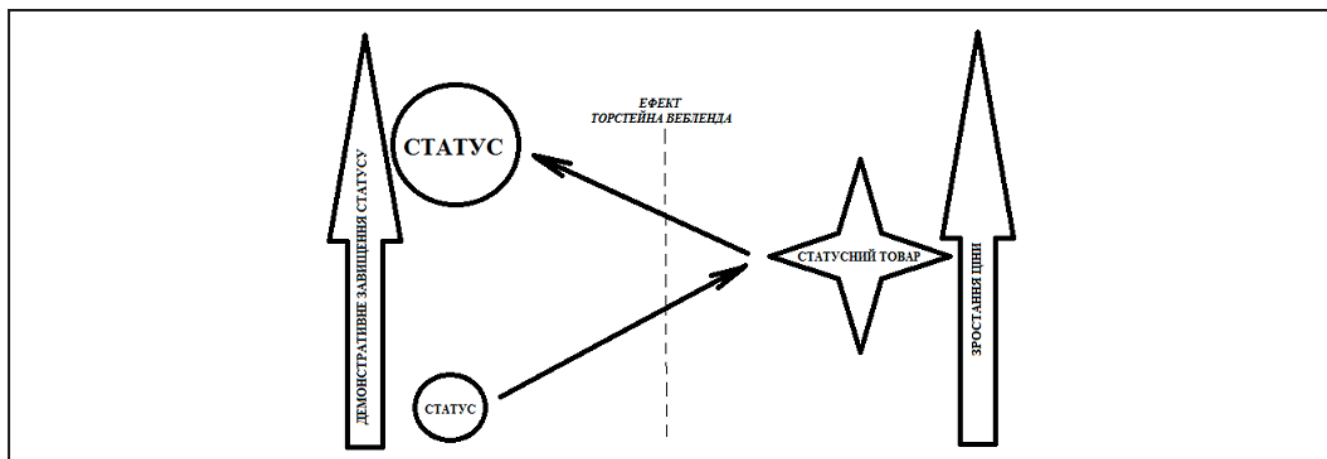 ЕФЕКТ
ТОРСТЕЙНА ВЕБЛЕНДА
СТАТУС
ДЕМОНСТРАТИВНЕ ЗАВИЩЕННЯ СТАТУСУ
СТАТУСНИЙ ТОВАР
ЗРОСТАННЯ ЦІНИ
СТАТУС